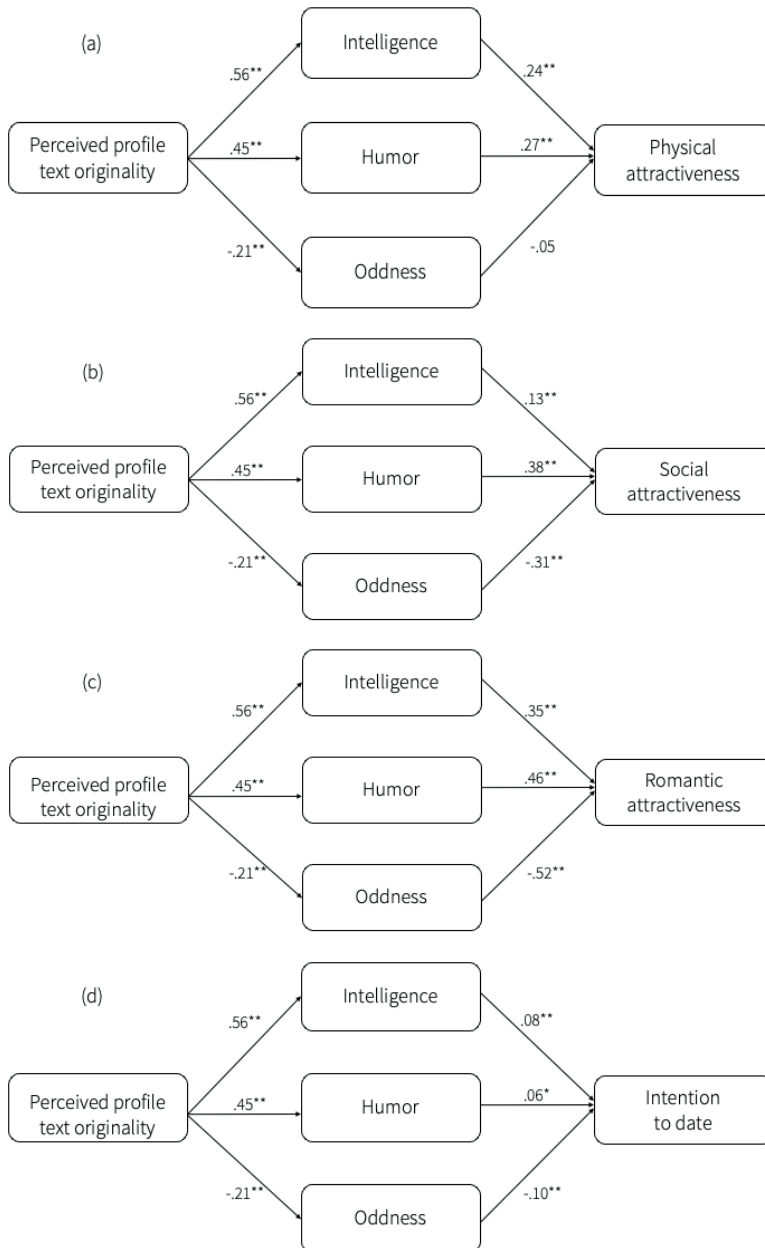 (a)
Intelligence
.56**
.24**
Perceived profile
text originality
.45**
Humor
.27**
Physical
attractiveness
-.21**
Oddness
-.05
(b)
Intelligence
.56**
.13**
Perceived profile
text originality
.45**
Humor
.38**
Social
attractiveness
-.21**
Oddness
-.31**
(c)
Intelligence
.56**
.35**
Perceived profile
text originality
.45**
Humor
.46**
Romantic
attractiveness
-.21**
Oddness
-.52**
(d)
Intelligence
.56**
.08**
Perceived profile
text originality
.45**
Humor
.06*
Intention
to date
-.21**
Oddness
-.10**